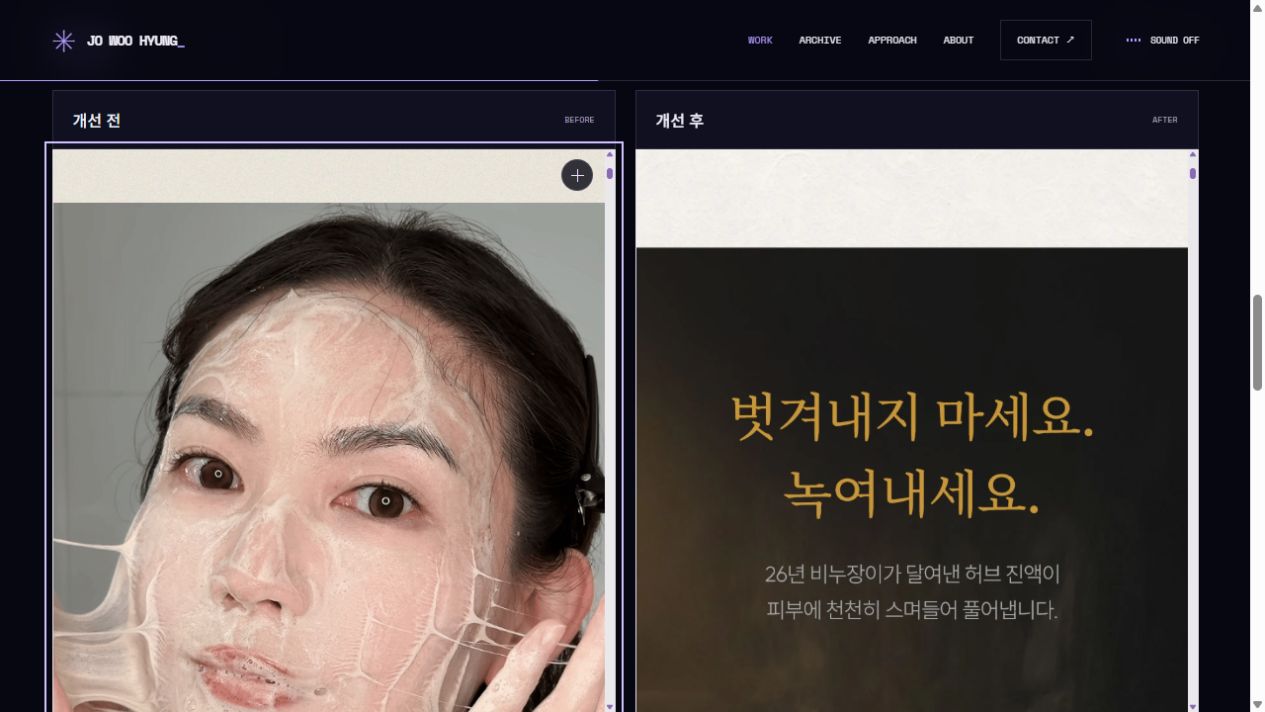 JO WOO HYUNG_
WORK
ARCHIVE
APPROACH
ABOUT
CONTACT ↗
SOUND OFF
개선 전
BEFORE
개선 후
AFTER
벗겨내지 마세요.
녹여내세요.
26년 비누장이가 달여낸 허브 진액이
피부에 천천히 스며들어 풀어냅니다.